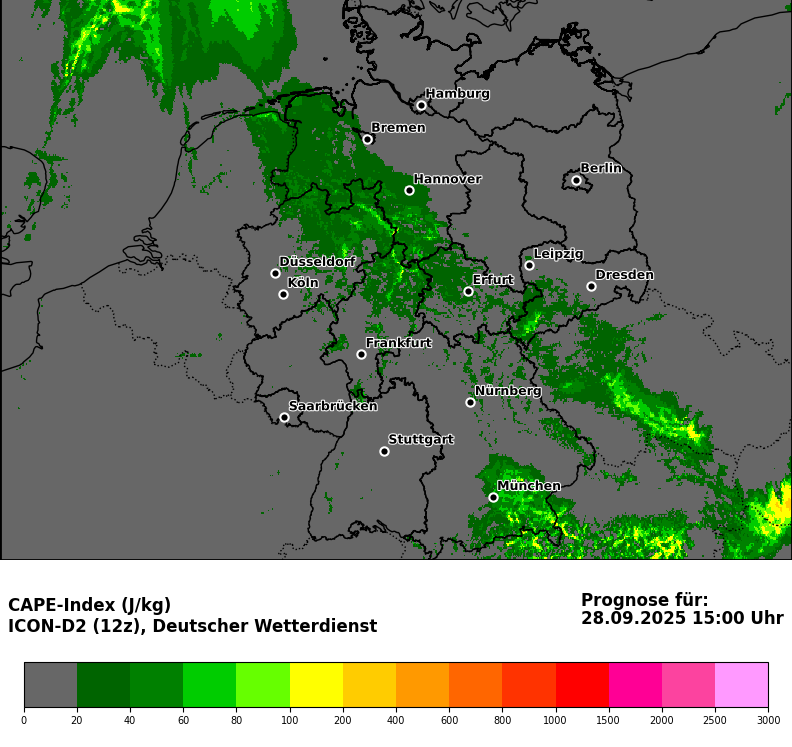 Hamburg
Bremen
Berlin
Hannover
Leipzig
Düsseldorf
Dresden
Köln
Erfurt
Frankfurt
Nürnberg
Saarbrücken
Stuttgart
München
CAPE-Index (J/kg)
ICON-D2 (12z), Deutscher Wetterdienst
Prognose für:
28.09.2025 15:00 Uhr
0 20 40 60 80 100 200 400 600 800 1000 1500 2000 2500 3000